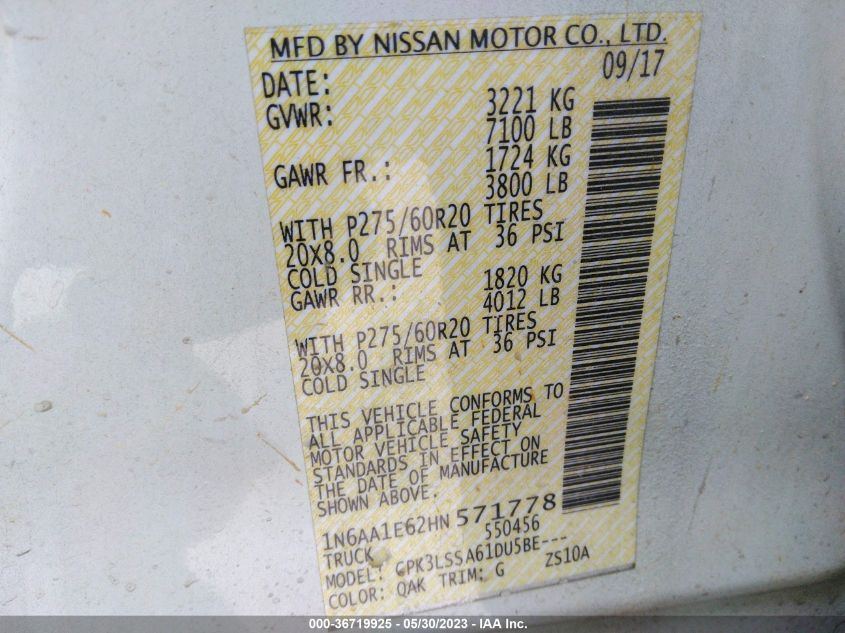 MFD BY NISSAN MOTOR CO., LTD.
DATE: 09/17
GVWR: 3221 KG
7100 LB
GAWR FR.: 1724 KG
3800 LB
WITH P275/60R20 TIRES
20X8.0 RIMS AT 36 PSI
COLD SINGLE
GAWR RR.: 1820 KG
4012 LB
WITH P275/60R20 TIRES
20X8.0 RIMS AT 36 PSI
COLD SINGLE
THIS VEHICLE CONFORMS TO
ALL APPLICABLE FEDERAL
MOTOR VEHICLE SAFETY
STANDARDS IN EFFECT ON
THE DATE OF MANUFACTURE
SHOWN ABOVE.
1N6AA1E62HN571778
TRUCK 550456
MODEL: CPK3LSSA61DU5BE---
COLOR: QAK TRIM: G ZS10A
000-36719925 - 05/30/2023 - IAA Inc.